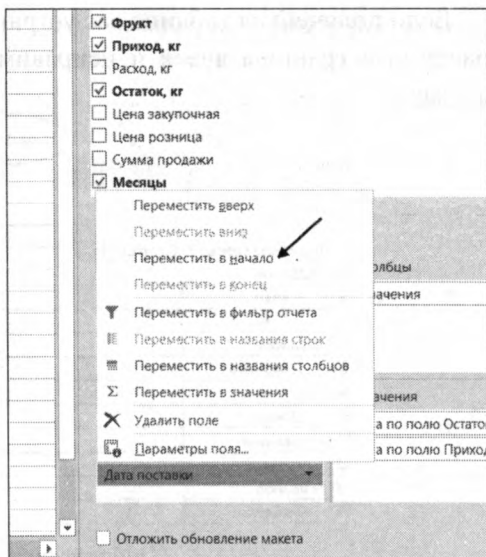 Фрукт
Приход, кг
Расход, кг
Остаток, кг
Цена закупочная
Цена розница
Сумма продажи
Месяцы
Переместить вверх
Переместить вниз
Переместить в начало
олбцы
Переместить в конец
ачения
Переместить в фильтр отчета
Переместить в названия строк
Переместить в названия столбцов
Переместить в значения
ачения
Удалить поле
а по полю Остато
Параметры поля...
а по полю Приход
Дата поставки
Отложить обновление макета